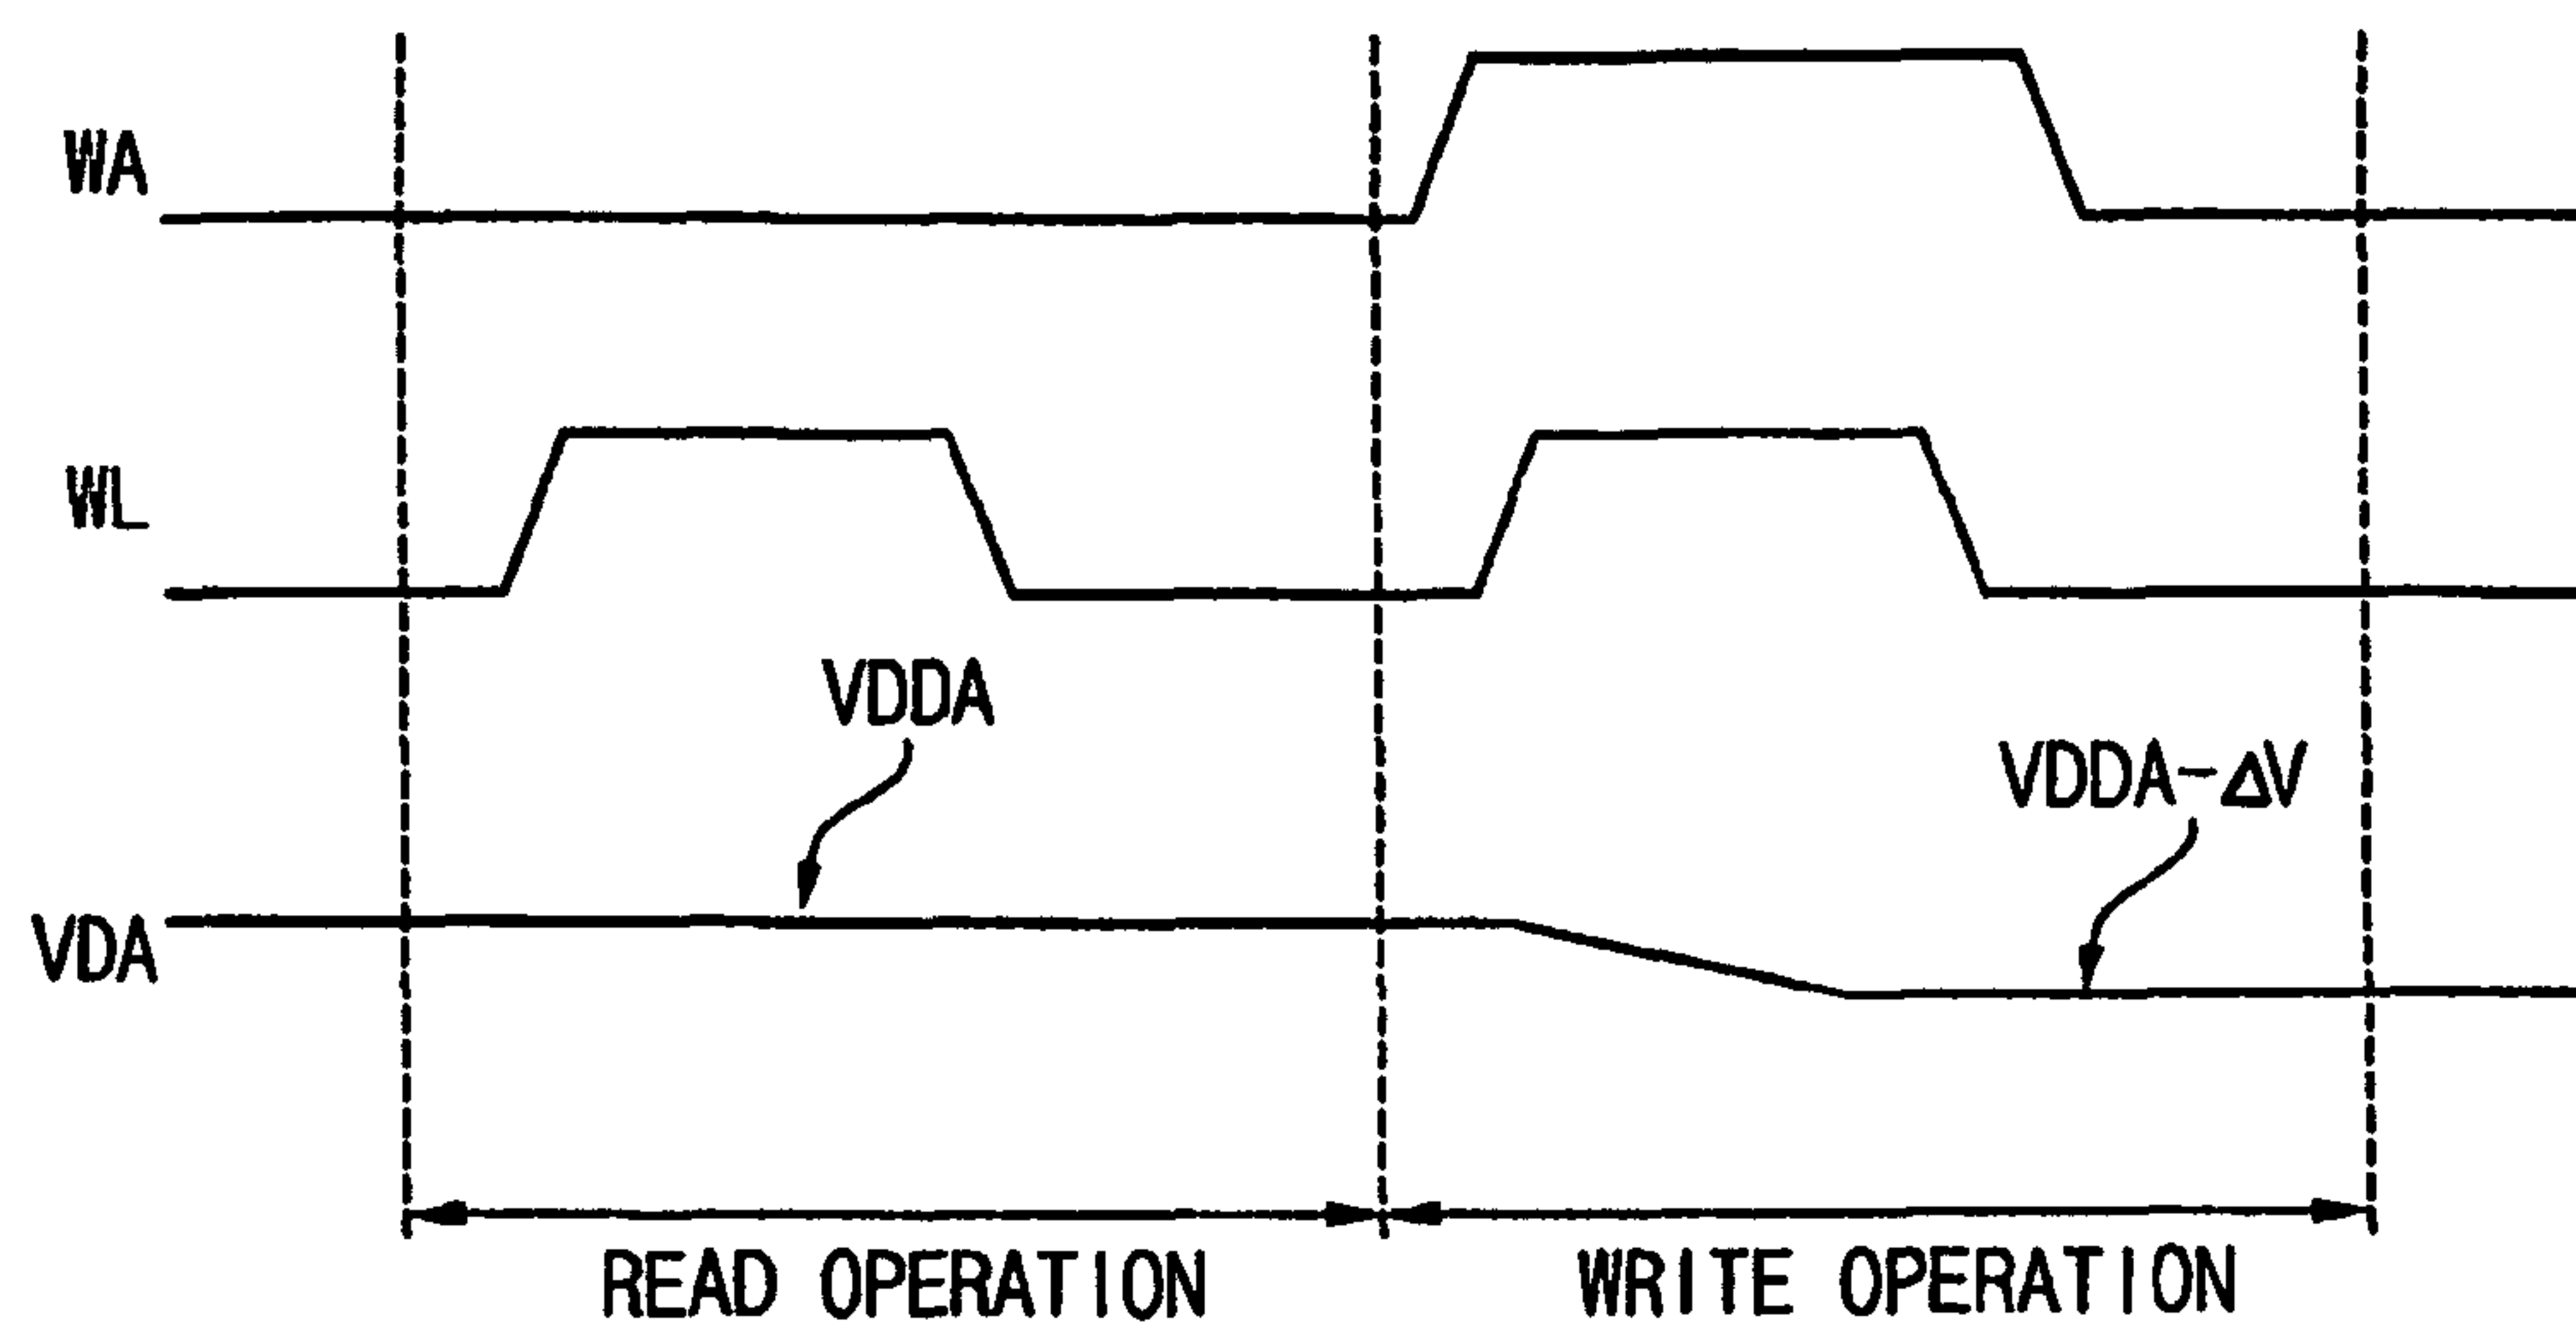 WA
WL
VDDA
VDDA-ΔV
VDA
READ OPERATION
WRITE OPERATION